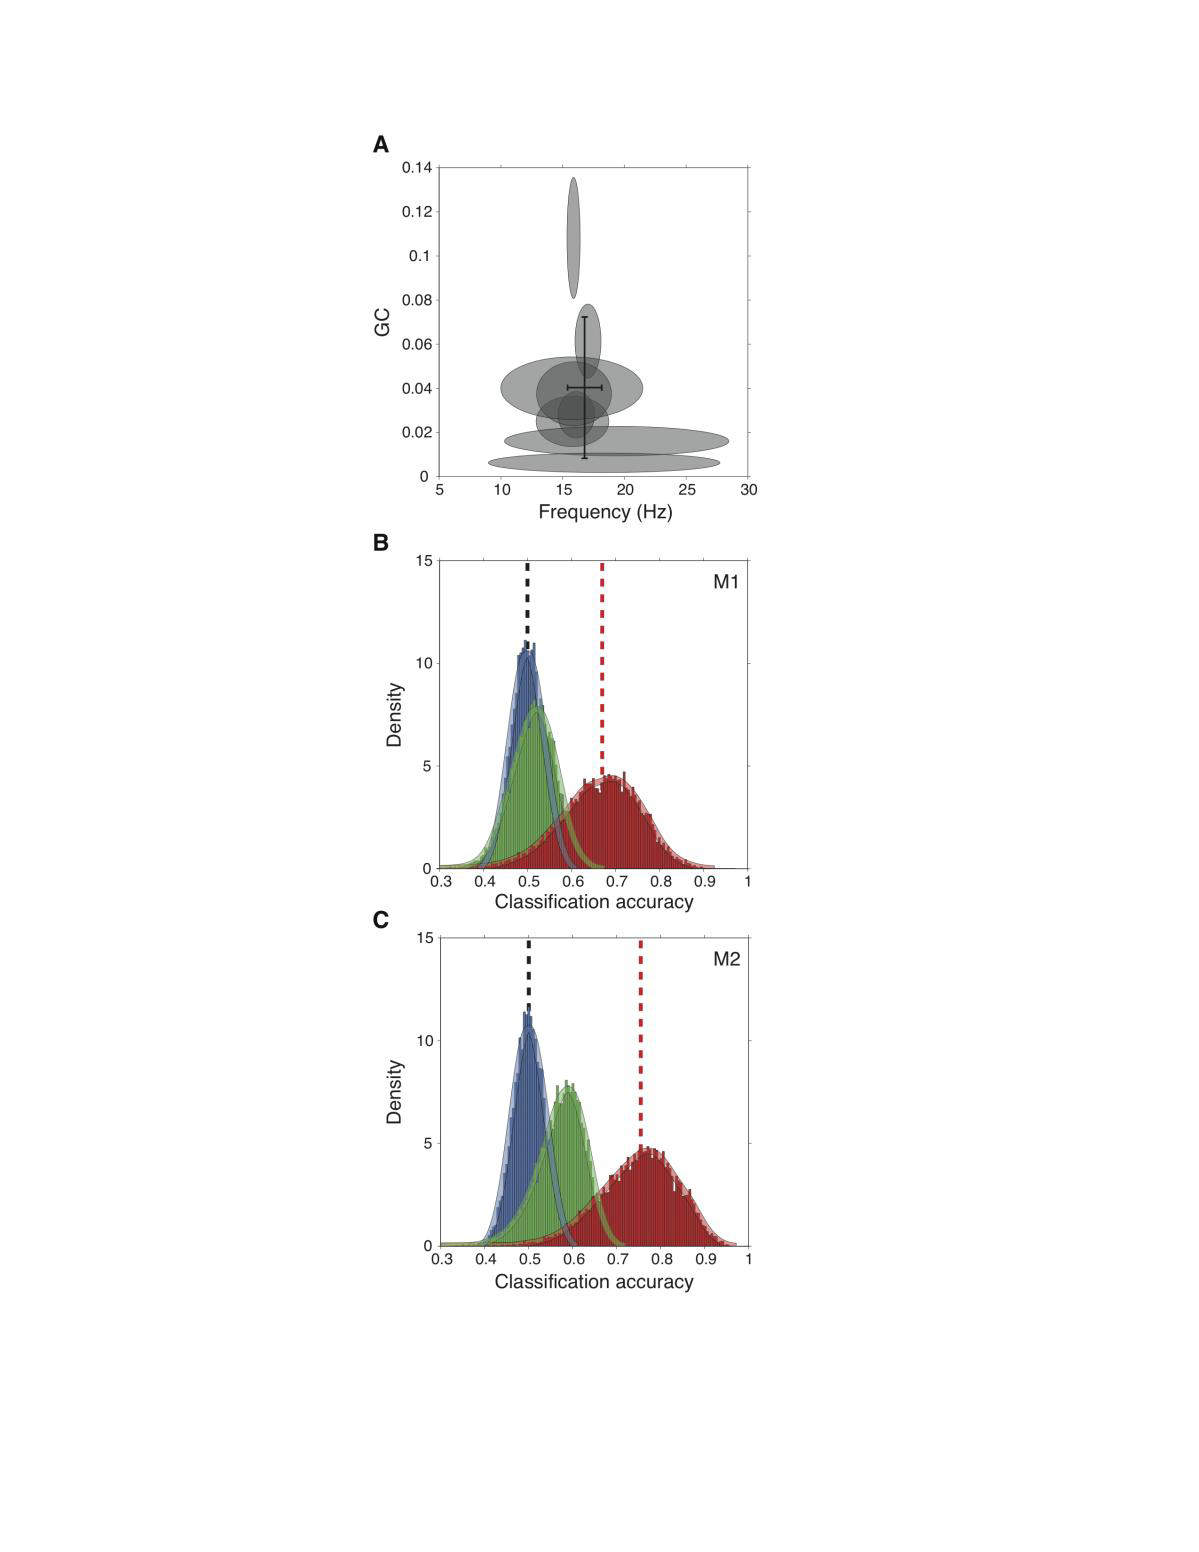 A
0.14
0.12
0.1
0.08
0.06
0.04
0.02
0
GC
5 10 15 20 25 30
Frequency (Hz)
B
15
10
5
0
Density
M1
0.3 0.4 0.5 0.6 0.7 0.8 0.9 1
Classification accuracy
C
15
10
5
0
Density
M2
0.3 0.4 0.5 0.6 0.7 0.8 0.9 1
Classification accuracy